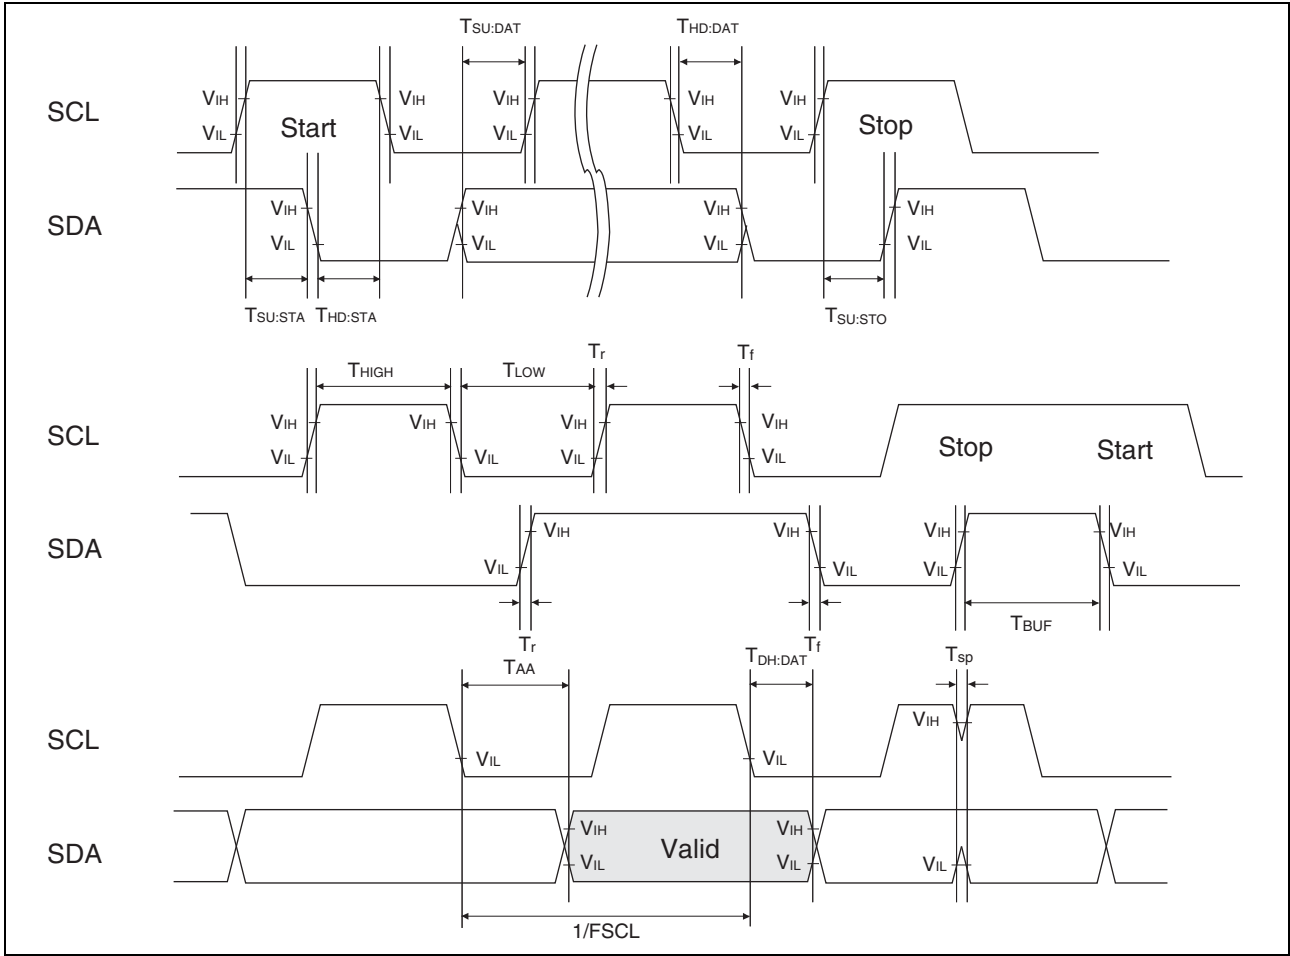 TSU:DAT THD:DAT
SCL VIH VIH VIH VIH VIH
VIL Start VIL VIL VIL VIL Stop
SDA VIH VIH VIH VIH
VIL VIL VIL VIL
TSU:STA THD:STA TSU:STO
THIGH TLOW Tr Tf
SCL VIH VIH VIH VIH
VIL VIL VIL VIL Stop Start
SDA VIH VIH VIH VIH
VIL VIL VIL VIL
Tr Tf TBUF
TAA TDH:DAT Tsp
SCL VIH
VIL VIL
SDA VIH Valid VIH
VIL VIL VIL
1/FSCL